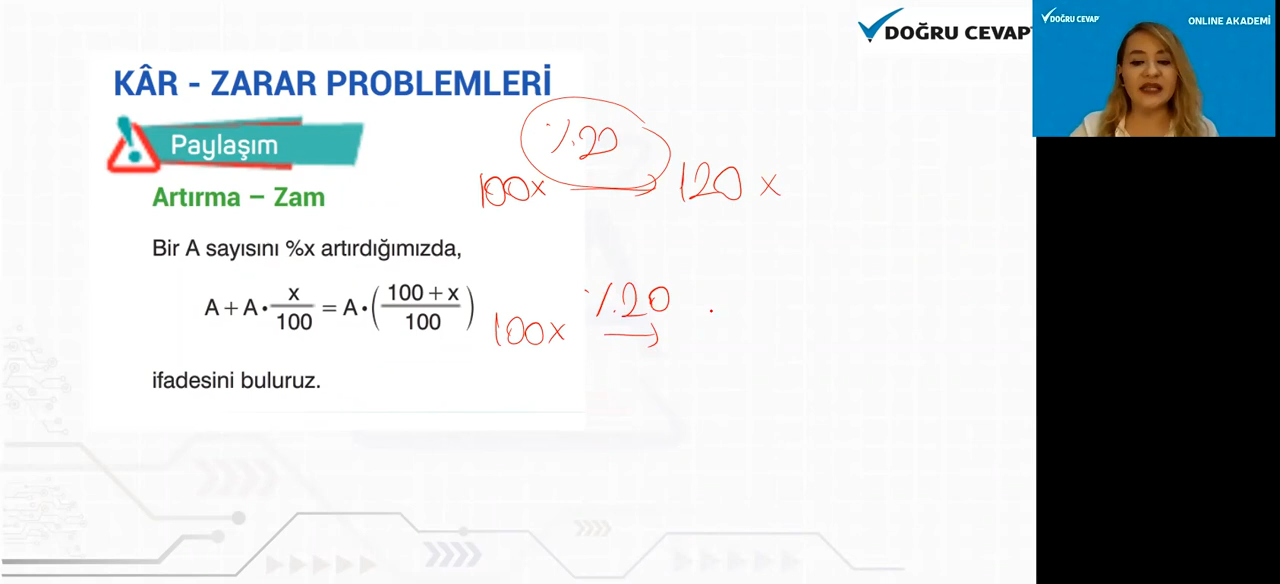 DOĞRU CEVAP
DOĞRU CEVAP
ONLINE AKADEMİ
KÂR - ZARAR PROBLEMLERİ
Paylaşım
Artırma – Zam
Bir A sayısını %x artırdığımızda,
A + A · x/100 = A · (100 + x/100)
ifadesini buluruz.
%20
100x → 120x
%20
100x →